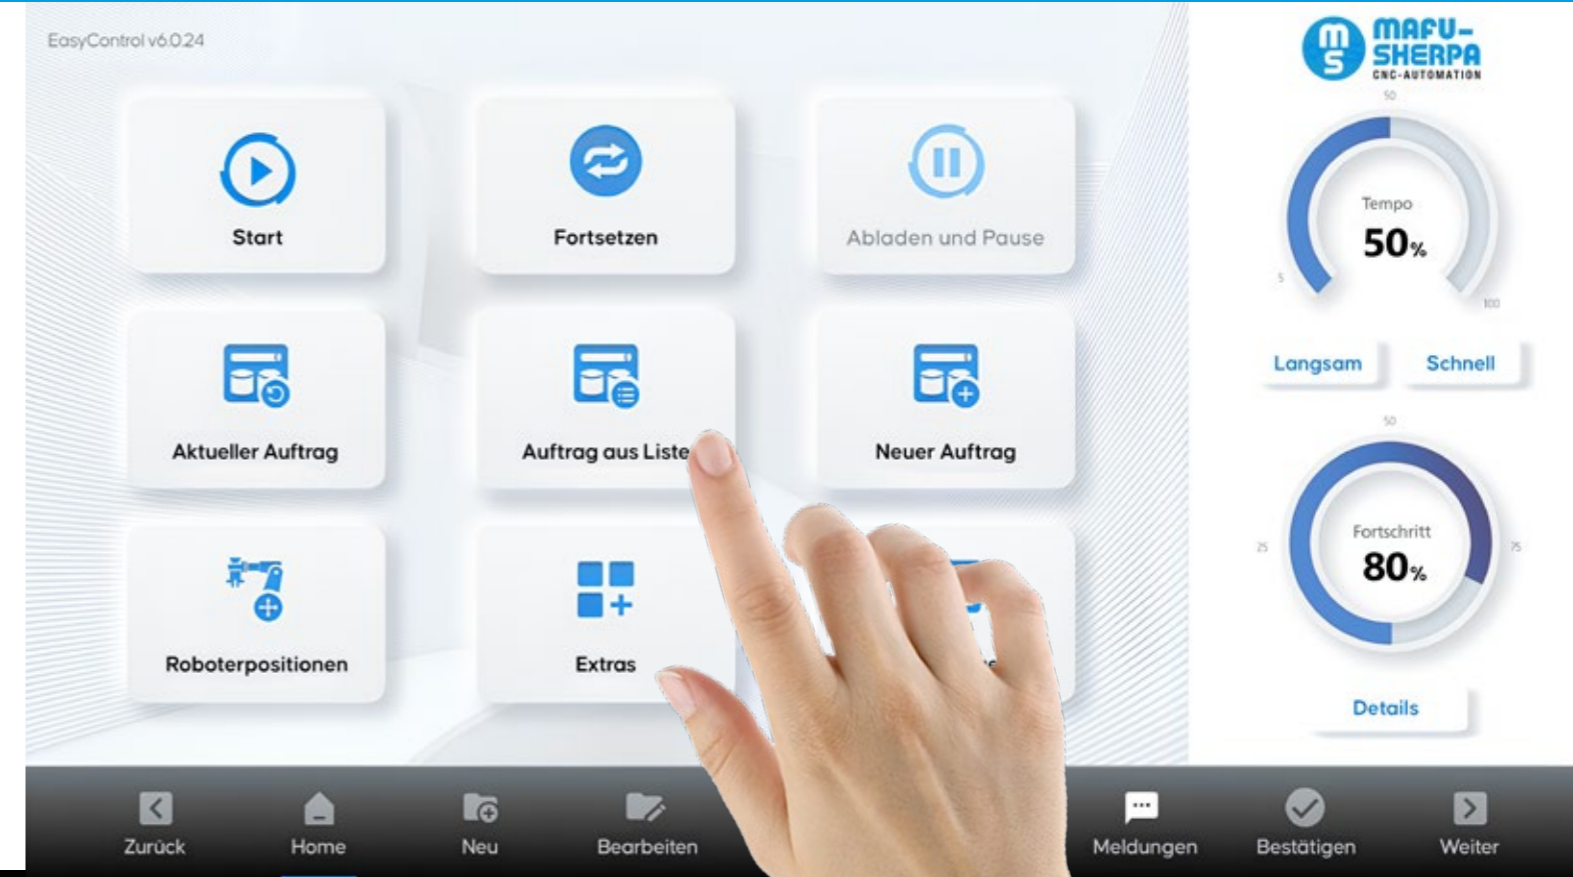 EasyControl v6.0.24
MAFU-
SHERPA
CNC-AUTOMATION
Start
Fortsetzen
Abladen und Pause
Aktueller Auftrag
Auftrag aus Liste
Neuer Auftrag
Roboterpositionen
Extras
50
Tempo
50%
5
100
Langsam
Schnell
50
Fortschritt
80%
25
75
Details
Zurück
Home
Neu
Bearbeiten
Meldungen
Bestätigen
Weiter